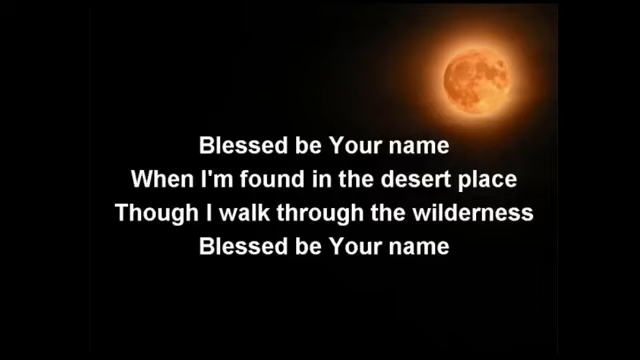 Blessed be Your name
When I'm found in the desert place
Though I walk through the wilderness
Blessed be Your name